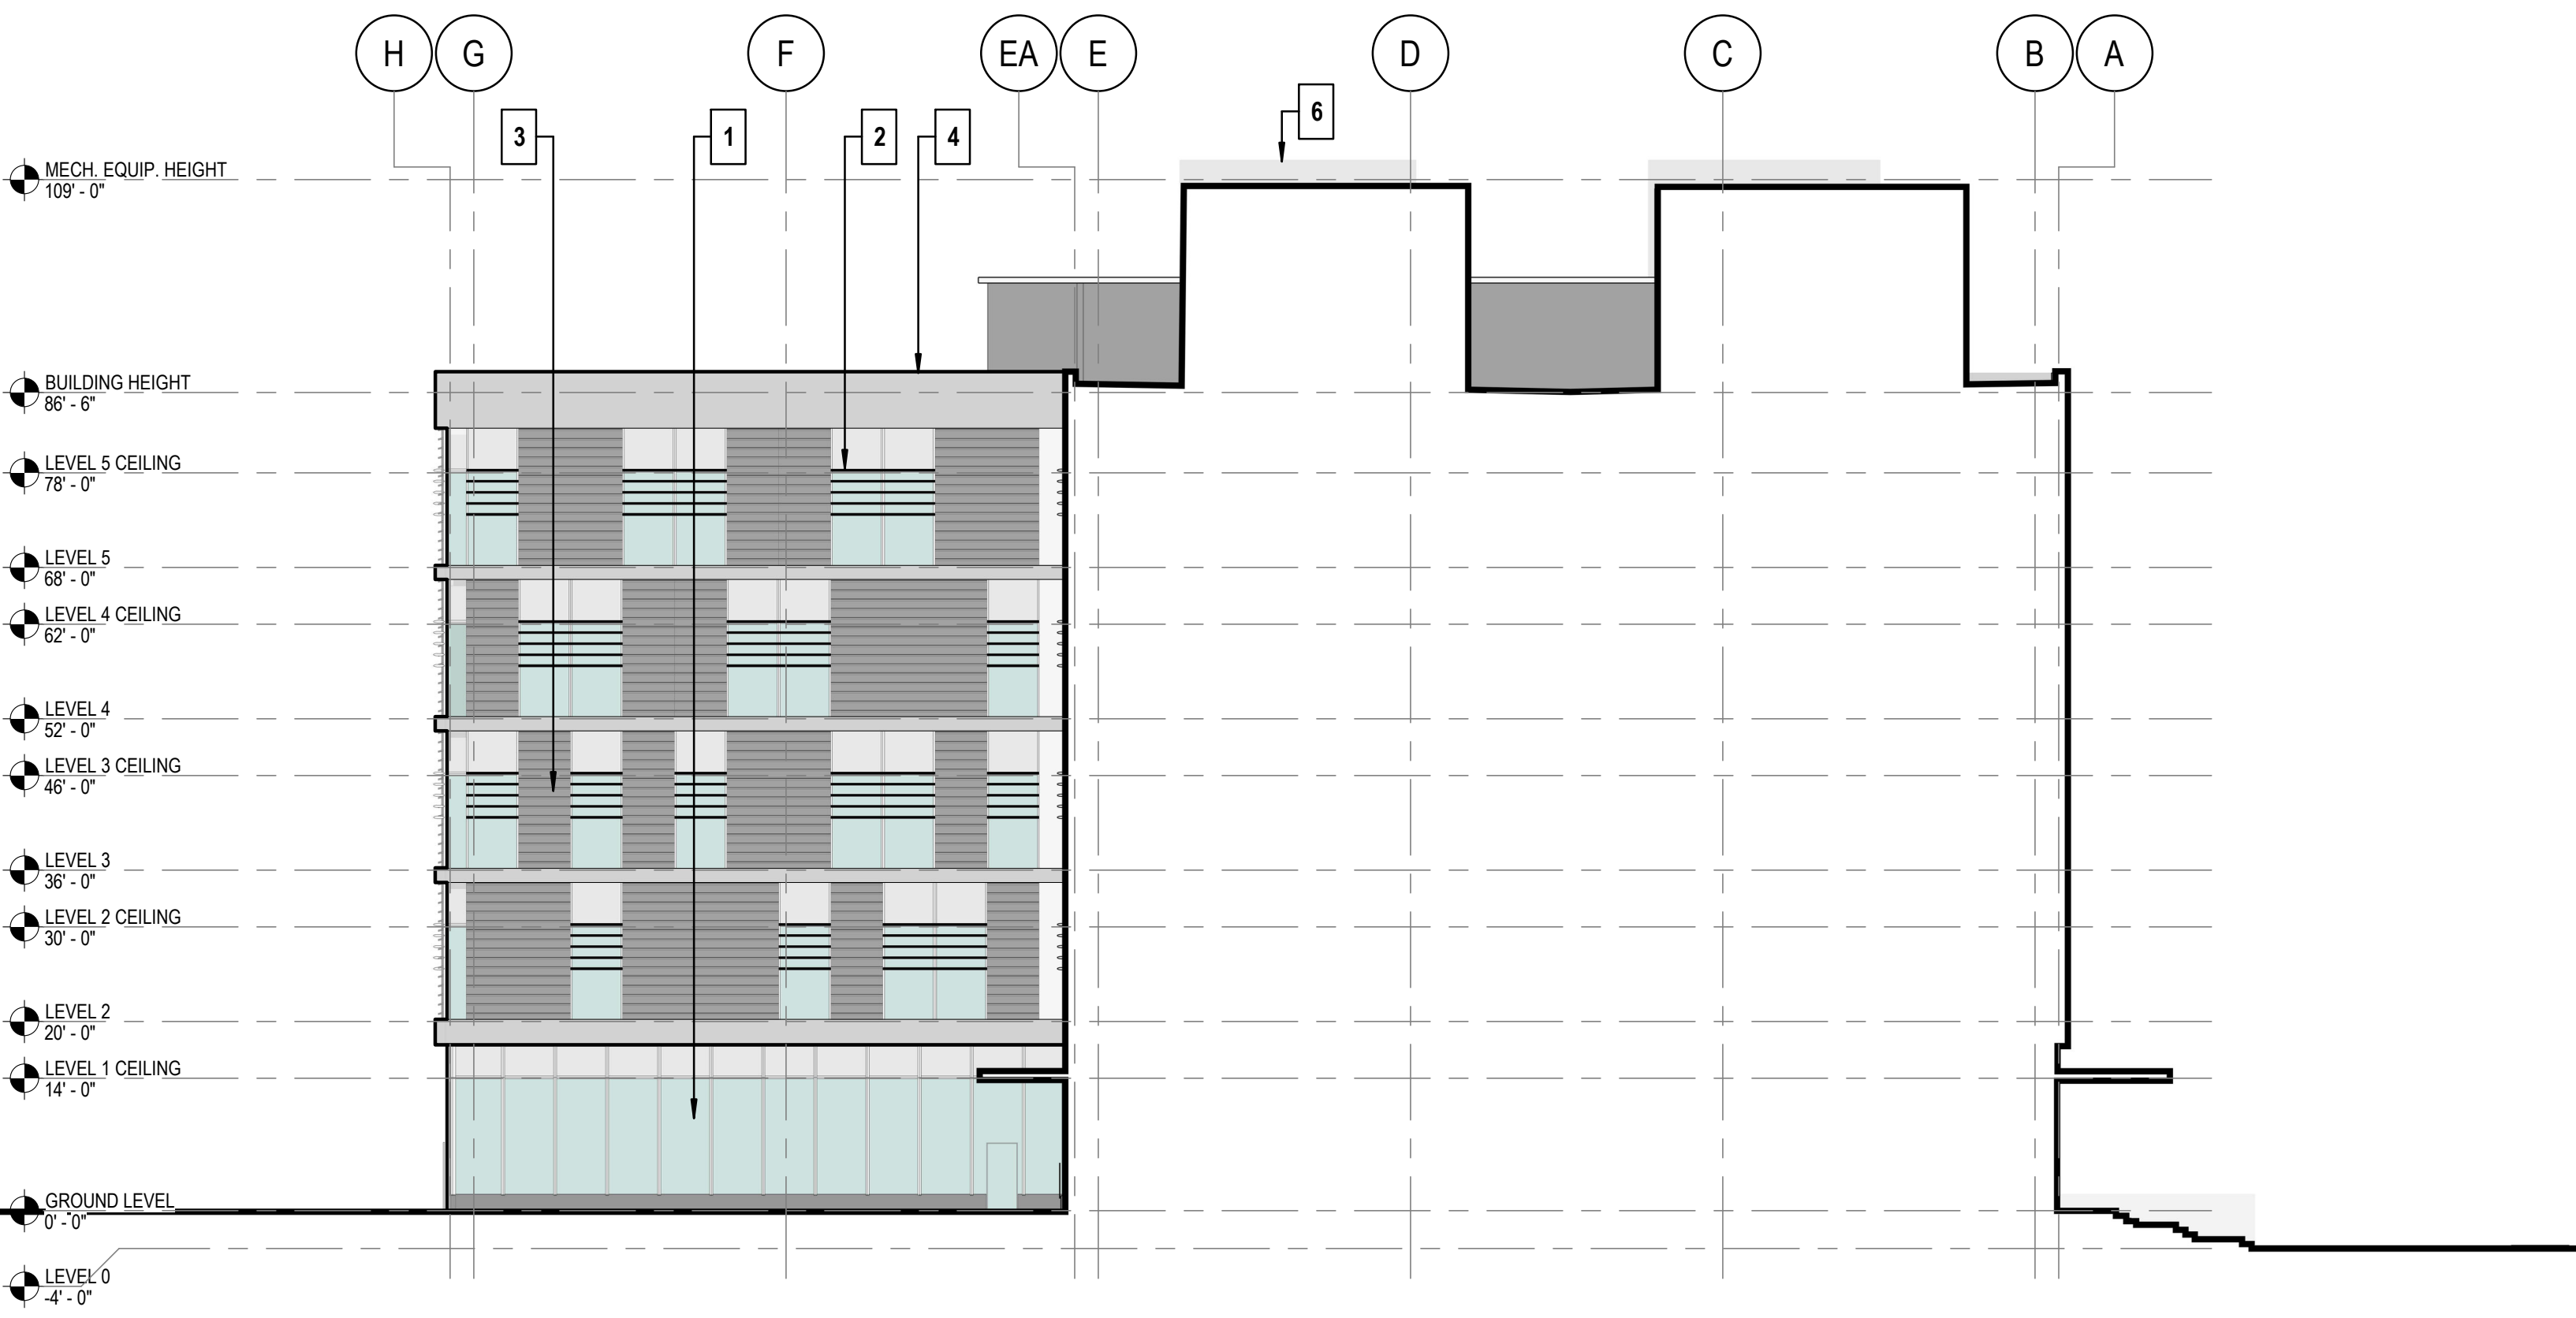 H
G
F
EA
E
D
C
B
A
6
3
1
2
4
MECH. EQUIP. HEIGHT
109' - 0"
BUILDING HEIGHT
86' - 6"
LEVEL 5 CEILING
78' - 0"
LEVEL 5
68' - 0"
LEVEL 4 CEILING
62' - 0"
LEVEL 4
52' - 0"
LEVEL 3 CEILING
46' - 0"
LEVEL 3
36' - 0"
LEVEL 2 CEILING
30' - 0"
LEVEL 2
20' - 0"
LEVEL 1 CEILING
14' - 0"
GROUND LEVEL
0' - 0"
LEVEL 0
-4' - 0"